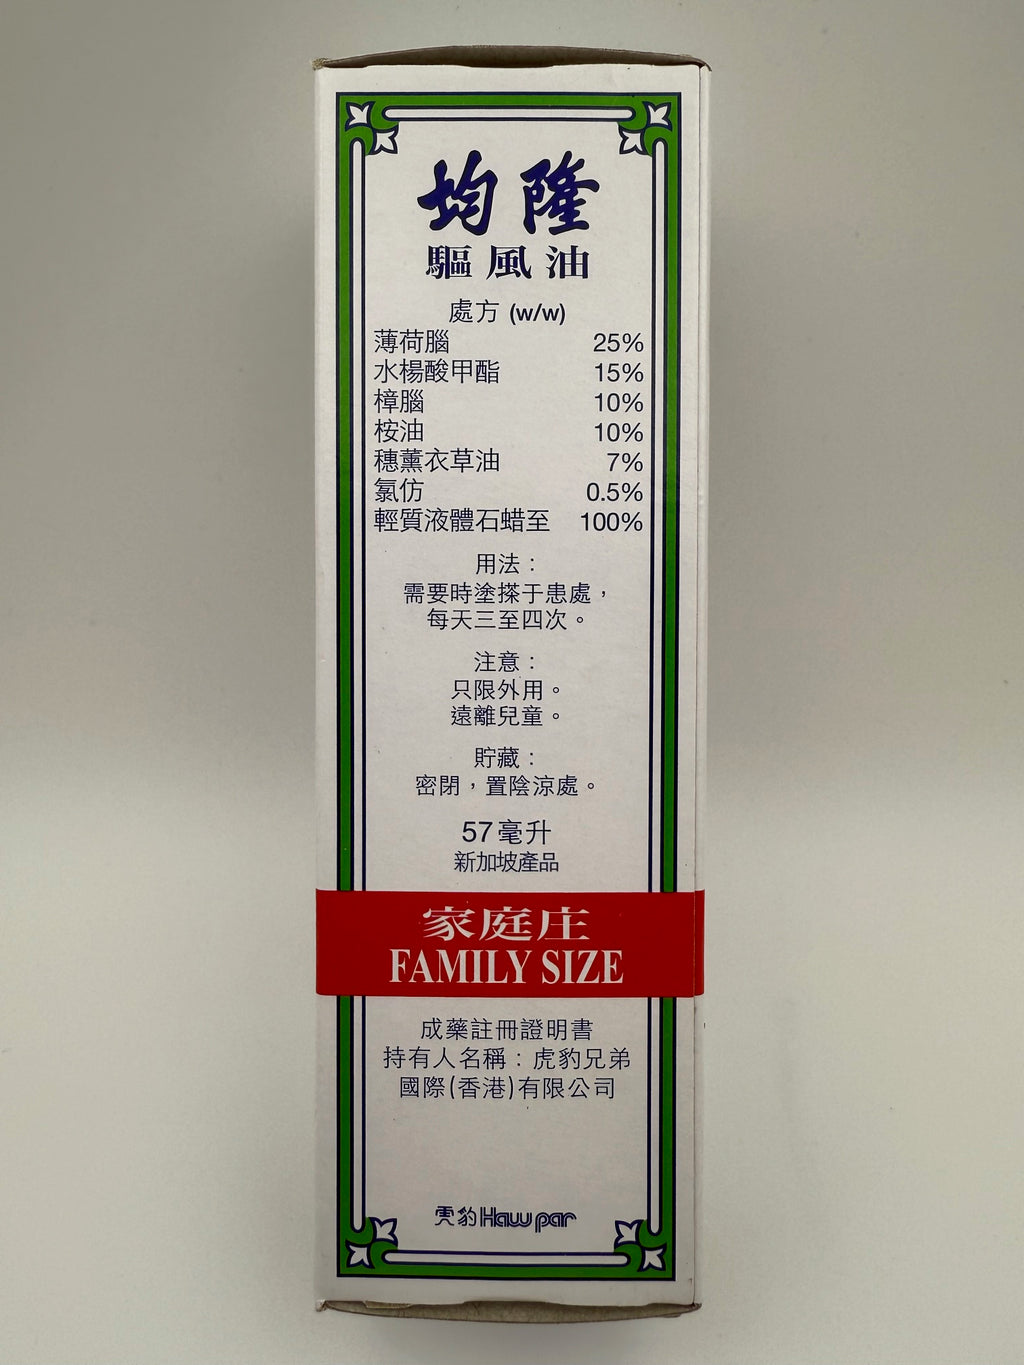 均隆
驅風油
處方 (w/w)
薄荷腦 25%
水楊酸甲酯 15%
樟腦 10%
桉油 10%
穗薰衣草油 7%
氯仿 0.5%
輕質液體石蜡至 100%
用法：
需要時塗搽于患處，
每天三至四次。
注意：
只限外用。
遠離兒童。
貯藏：
密閉，置陰涼處。
57毫升
新加坡產品
家庭庄
FAMILY SIZE
成藥註冊證明書
持有人名稱：虎豹兄弟
國際(香港)有限公司
虎豹 Haw par